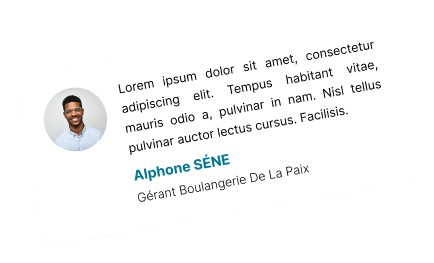 Lorem ipsum dolor sit amet, consectetur
adipiscing elit. Tempus habitant vitae,
mauris odio a, pulvinar in nam. Nisl tellus
pulvinar auctor lectus cursus. Facilisis.
Alphone SÉNE
Gérant Boulangerie De La Paix